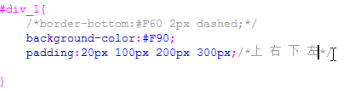 #div_1{
/*border-bottom:#F60 2px dashed;*/
background-color:#F90;
padding:20px 100px 200px 300px;/*上 右 下 左*/
}